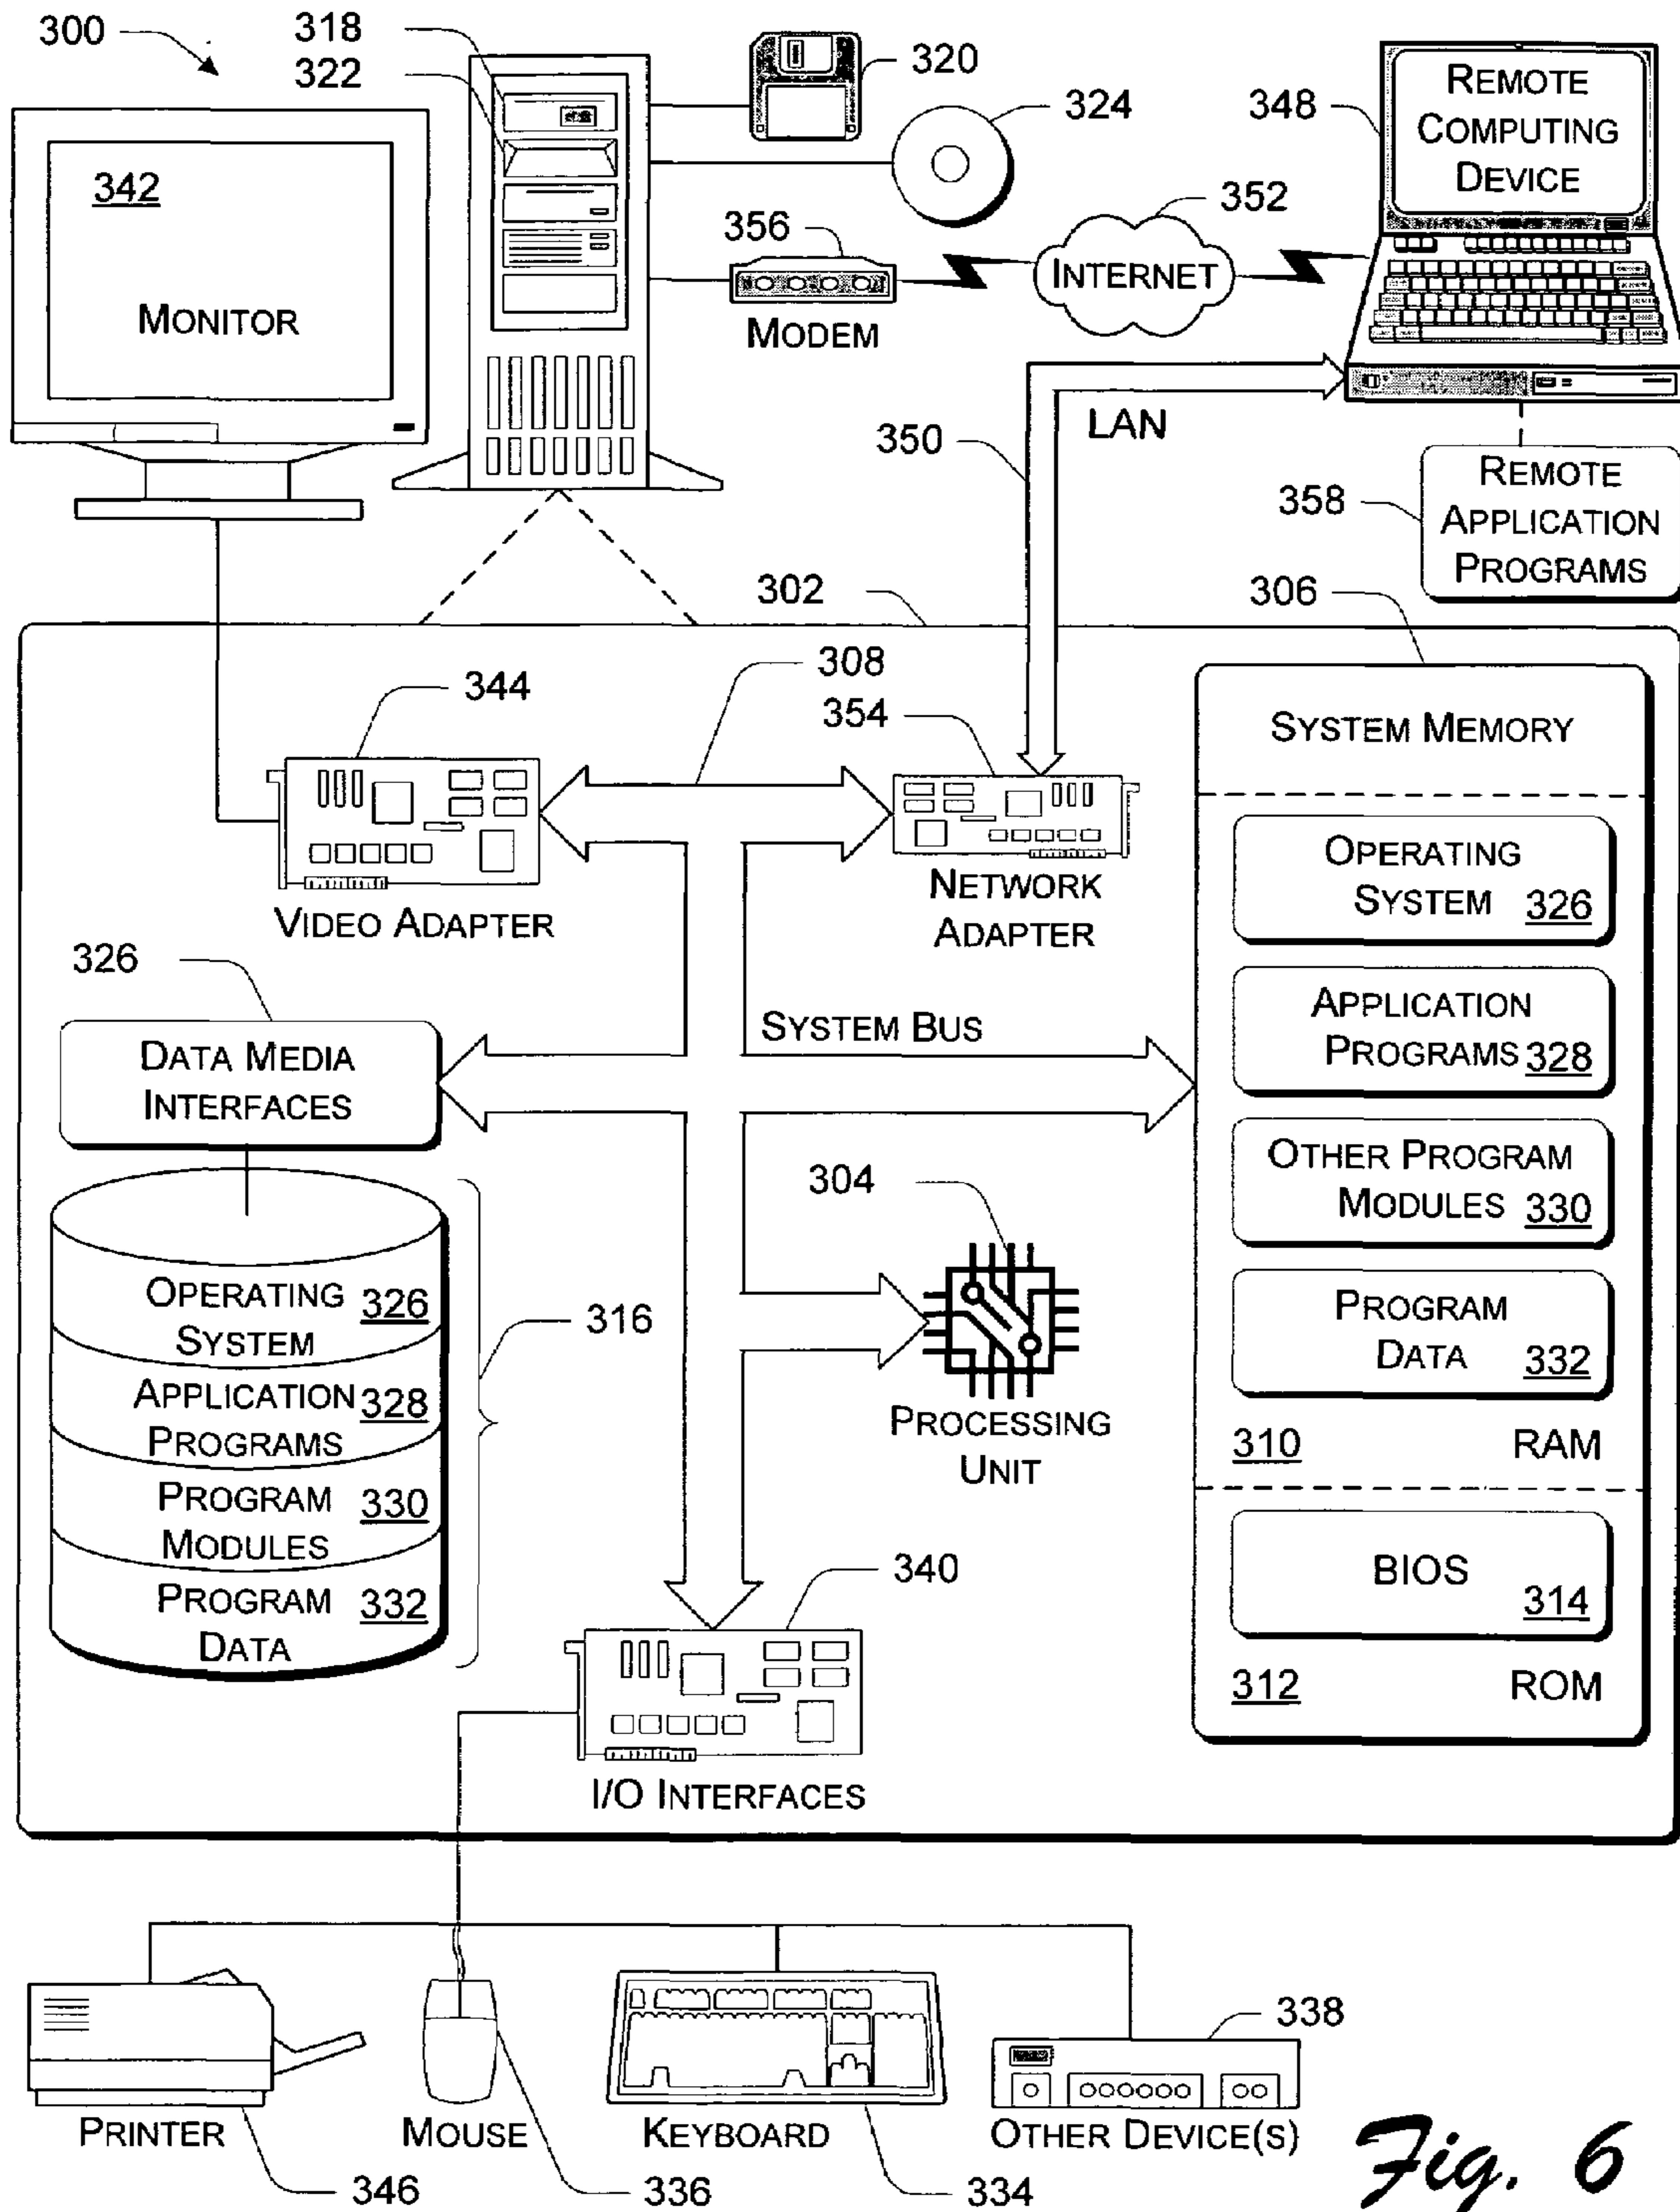 300
318
322
320
324
348
REMOTE
COMPUTING
DEVICE
342
MONITOR
356
MODEM
352
INTERNET
350
LAN
358
REMOTE
APPLICATION
PROGRAMS
302
306
308
344
354
VIDEO ADAPTER
NETWORK
ADAPTER
SYSTEM MEMORY
OPERATING
SYSTEM 326
APPLICATION
PROGRAMS 328
OTHER PROGRAM
MODULES 330
PROGRAM
DATA 332
310 RAM
BIOS
314
312 ROM
326
DATA MEDIA
INTERFACES
SYSTEM BUS
304
PROCESSING
UNIT
OPERATING 326
SYSTEM
APPLICATION 328
PROGRAMS
PROGRAM 330
MODULES
PROGRAM 332
DATA
316
340
I/O INTERFACES
338
PRINTER
MOUSE
KEYBOARD
OTHER DEVICE(S)
346
336
334
Fig. 6